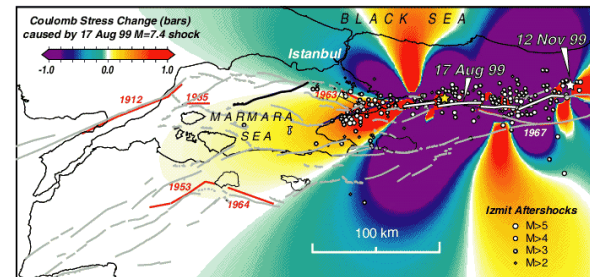 Coulomb Stress Change (bars)
caused by 17 Aug 99 M=7.4 shock
-1.0 0.0 1.0
BLACK SEA
Istanbul
12 Nov 99
17 Aug 99
1912
1935
1963
MARMARA
SEA
1967
1953
1964
100 km
Izmit Aftershocks
M>5
M>4
M>3
M>2